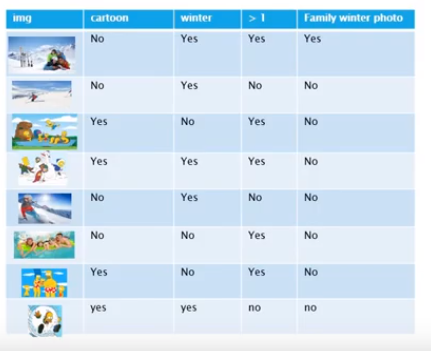 img cartoon winter > 1 Family winter photo
No Yes Yes Yes
No Yes No No
Yes No Yes No
Yes Yes Yes No
No Yes No No
No No Yes No
Yes No Yes No
yes yes no no